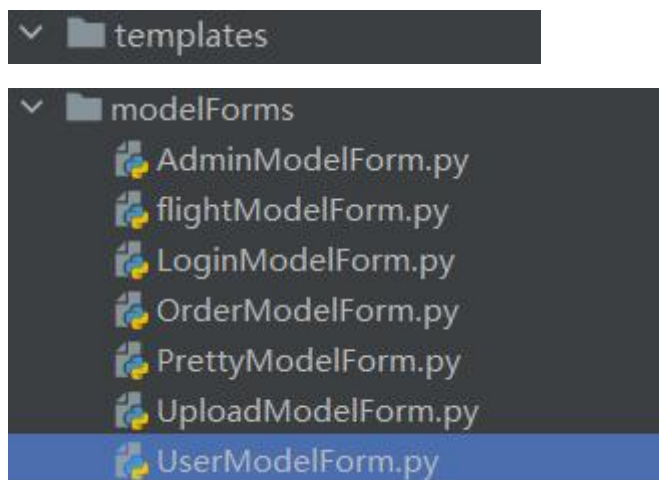 templates
modelForms
AdminModelForm.py
flightModelForm.py
LoginModelForm.py
OrderModelForm.py
PrettyModelForm.py
UploadModelForm.py
UserModelForm.py